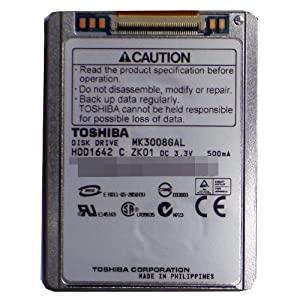 CAUTION
• Read the specification before operation.
Do not disassemble, modify, or repair.
• Back up data regularly.
TOSHIBA cannot be held responsible
for possible loss of data.
TOSHIBA
DISK DRIVE MK3008GAL
HDD1642 C ZK01 DC 3.3V 500mA
TOSHIBA CORPORATION
MADE IN PHILIPPINES